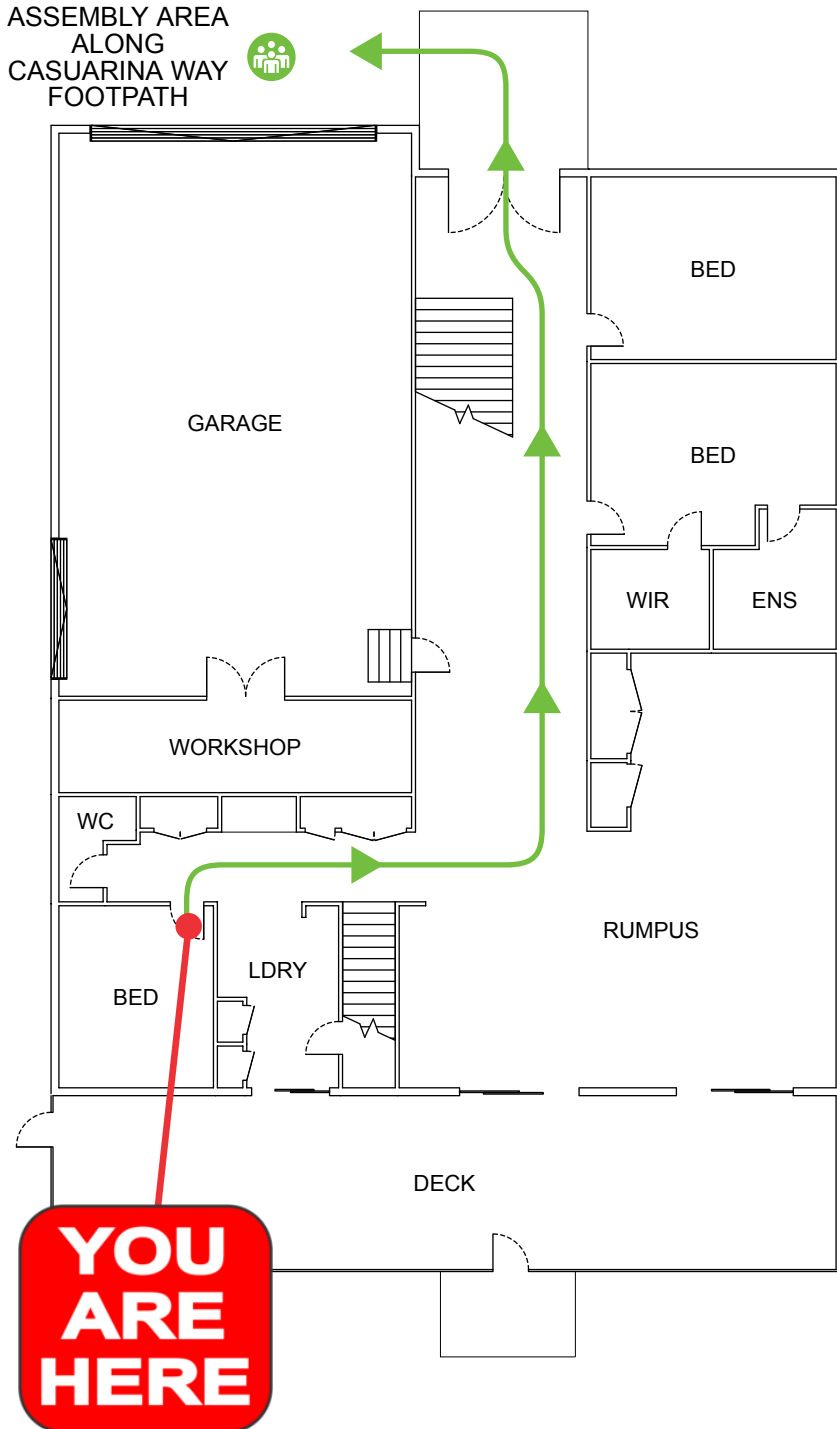 ASSEMBLY AREA
ALONG
CASUARINA WAY
FOOTPATH
BED
GARAGE
BED
WIR
ENS
WORKSHOP
WC
RUMPUS
LDRY
BED
DECK
YOU
ARE
HERE